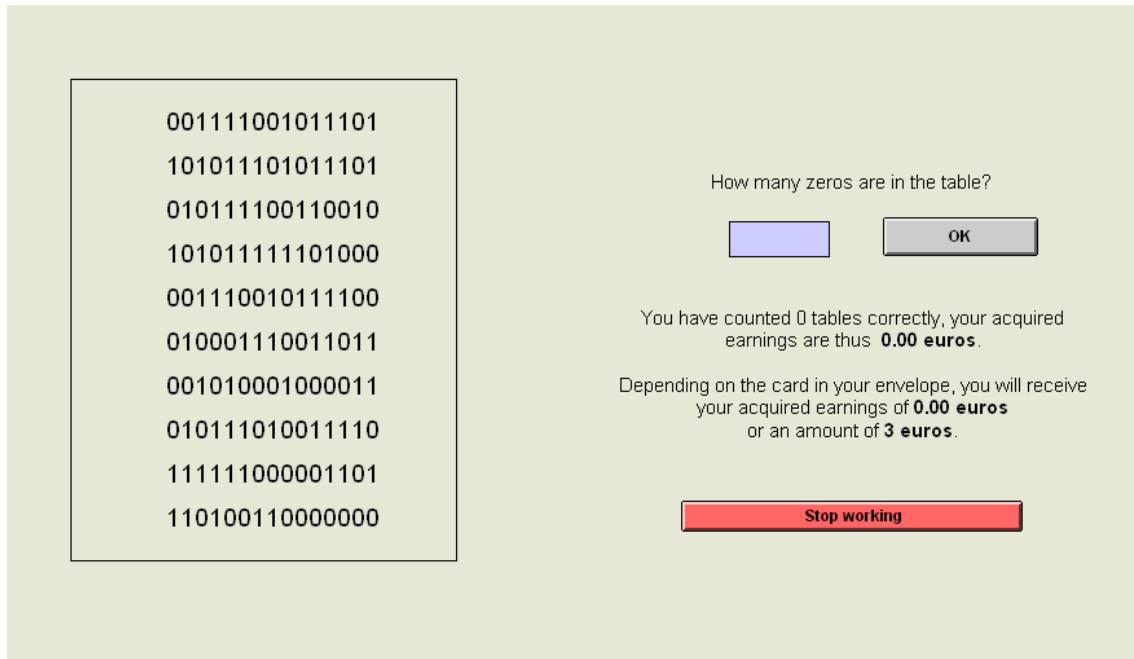 001111001011101
101011101011101
010111100110010
101011111101000
001110010111100
010001110011011
001010001000011
010111010011110
111111000001101
110100110000000
How many zeros are in the table?
OK
You have counted 0 tables correctly, your acquired
earnings are thus 0.00 euros.
Depending on the card in your envelope, you will receive
your acquired earnings of 0.00 euros
or an amount of 3 euros.
Stop working